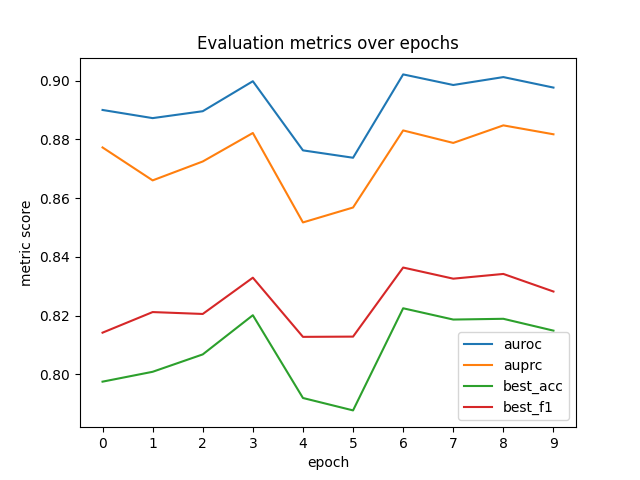 Evaluation metrics over epochs
metric score
0.90
0.88
0.86
0.84
0.82
0.80
auroc
auprc
best_acc
best_f1
0 1 2 3 4 5 6 7 8 9
epoch